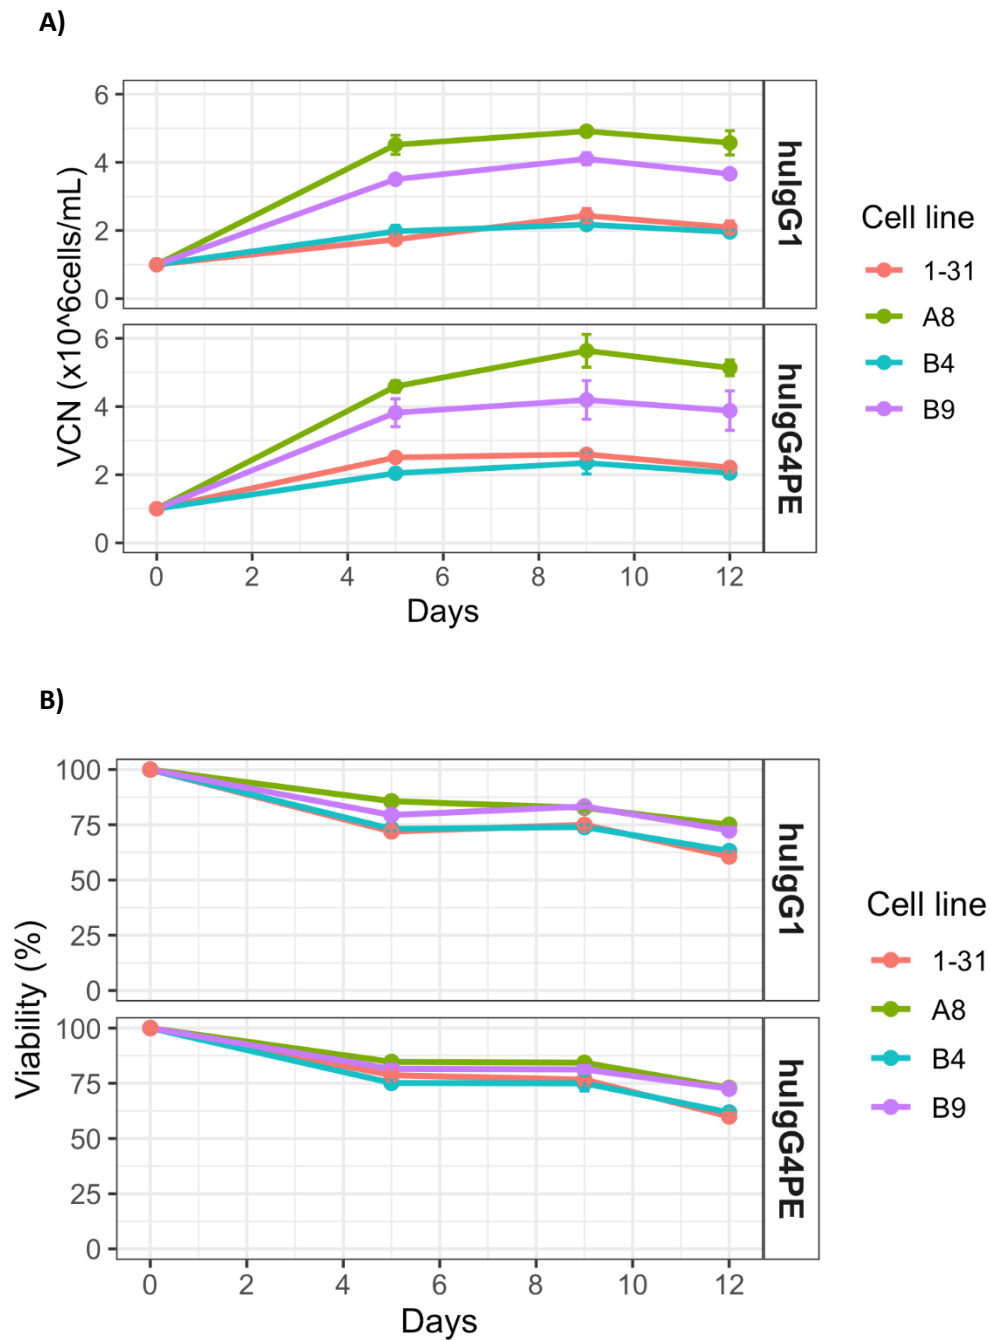 A)
VCN (x10^6cells/mL)
6
4
2
0
huIgG1
6
4
2
0
huIgG4PE
0 2 4 6 8 10 12
Days
Cell line
1-31
A8
B4
B9
B)
Viability (%)
100
75
50
25
0
huIgG1
100
75
50
25
0
huIgG4PE
0 2 4 6 8 10 12
Days
Cell line
1-31
A8
B4
B9